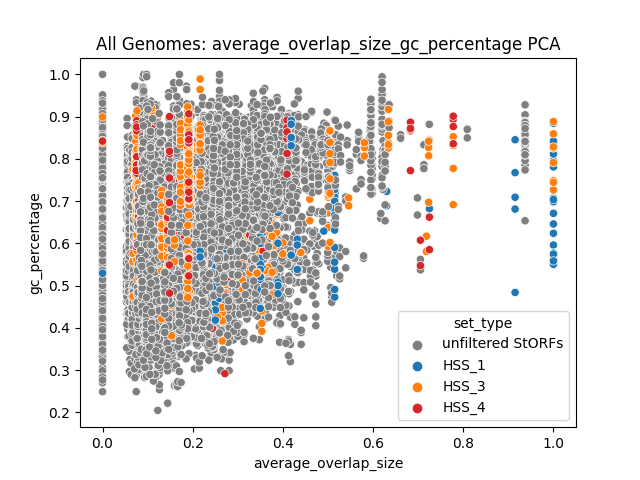 All Genomes: average_overlap_size_gc_percentage PCA
gc_percentage
1.0
0.9
0.8
0.7
0.6
0.5
0.4
0.3
0.2
set_type
unfiltered StORFs
HSS_1
HSS_3
HSS_4
0.0 0.2 0.4 0.6 0.8 1.0
average_overlap_size